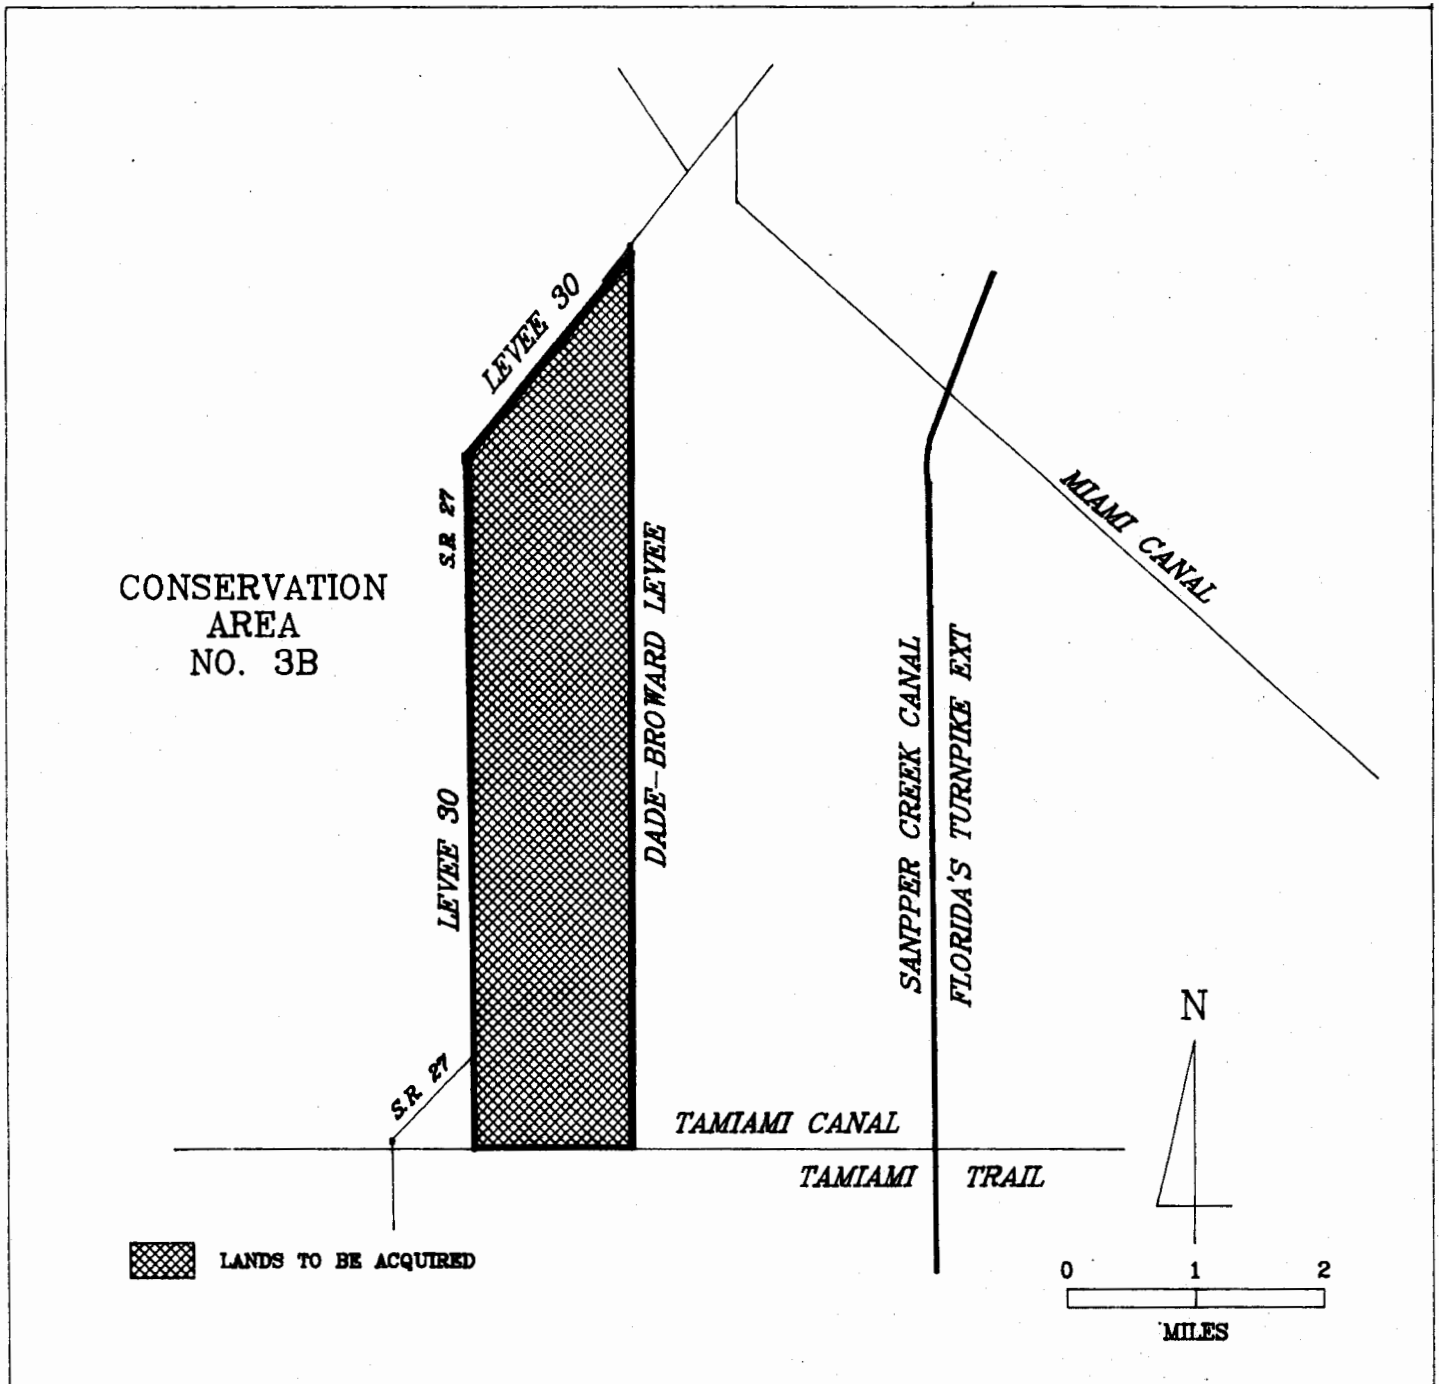 LEVEE 30
S.R. 27
CONSERVATION
AREA
NO. 3B
DADE-BROWARD LEVEE
MIAMI CANAL
SANPPER CREEK CANAL
FLORIDA'S TURNPIKE EXT
LEVEE 30
S.R. 27
TAMIAMI CANAL
TAMIAMI TRAIL
N
LANDS TO BE ACQUIRED
0 1 2
MILES